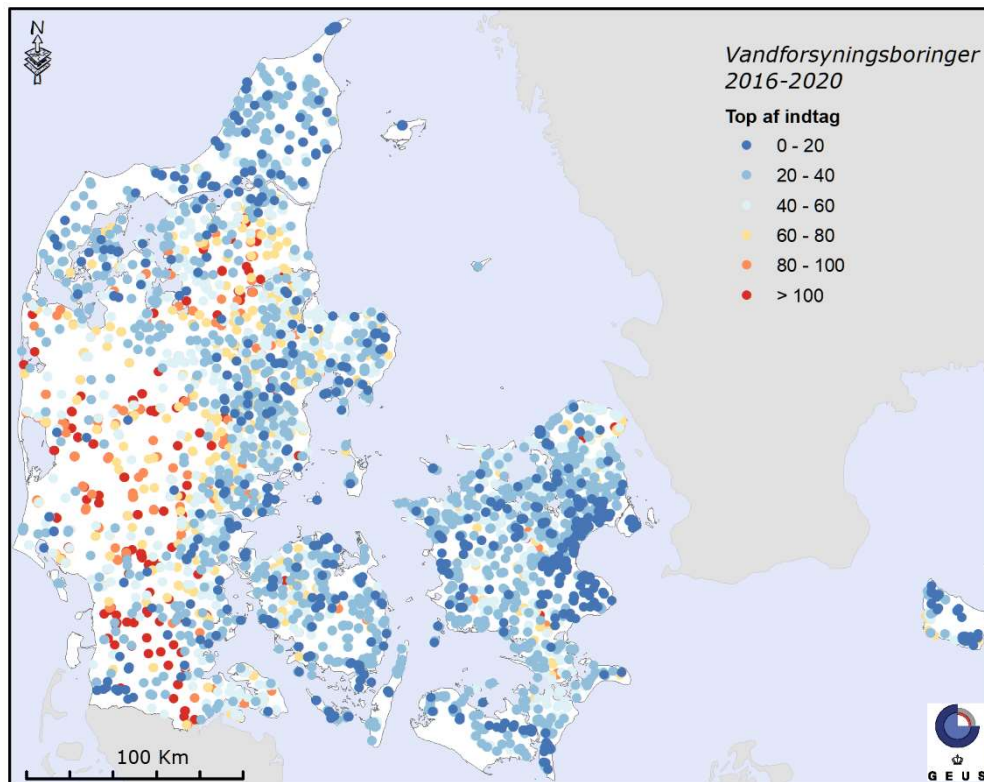 N
Vandforsyningsboringer
2016-2020
Top af indtag
0 - 20
20 - 40
40 - 60
60 - 80
80 - 100
> 100
100 Km
G E U S